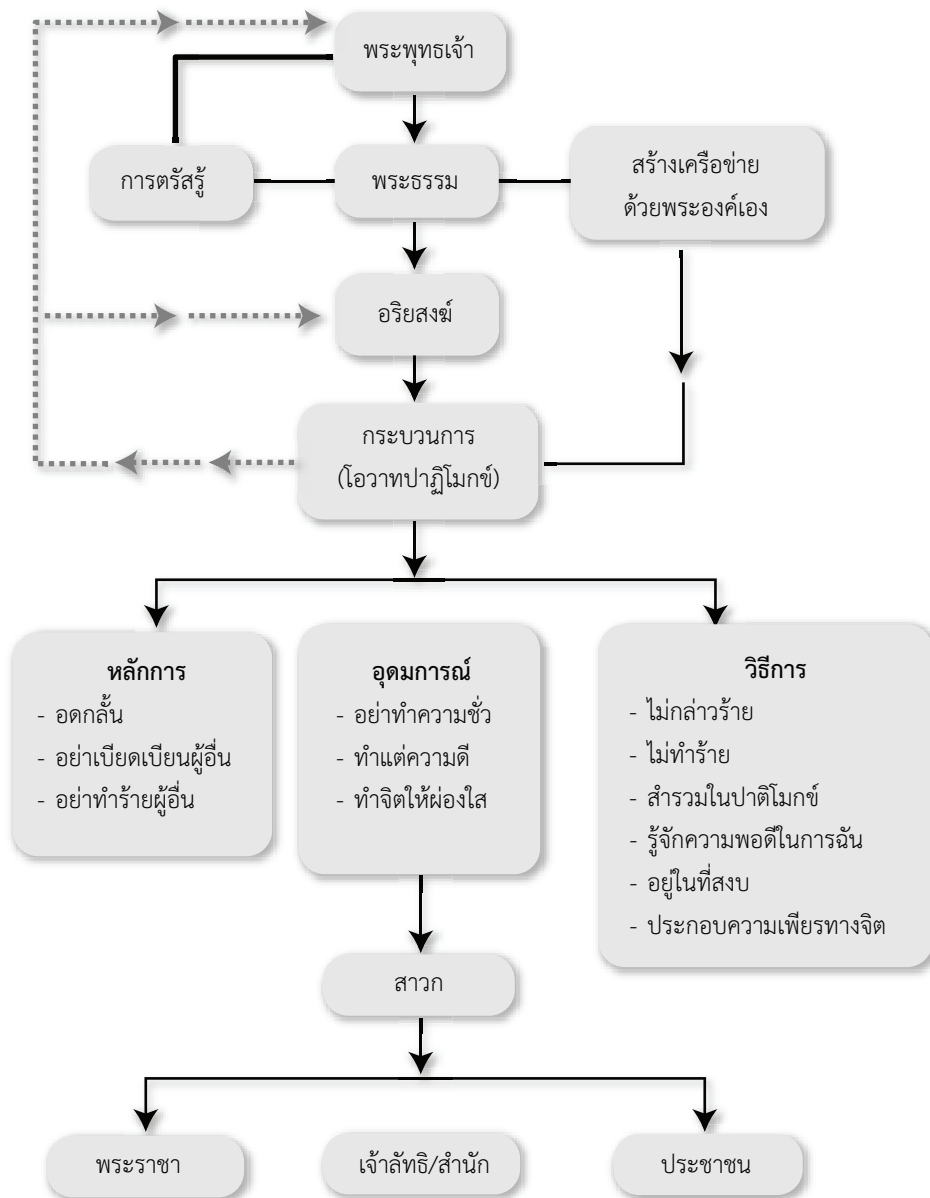 พระพุทธเจ้า
การตรัสรู้
พระธรรม
สร้างเครือข่าย
ด้วยพระองค์เอง
อริยสงฆ์
กระบวนการ
(โอวาทปาฏิโมกข์)
หลักการ
- อดกลั้น
- อย่าเบียดเบียนผู้อื่น
- อย่าทำร้ายผู้อื่น
อุดมการณ์
- อย่าทำความชั่ว
- ทำแต่ความดี
- ทำจิตให้ผ่องใส
วิธีการ
- ไม่กล่าวร้าย
- ไม่ทำร้าย
- สำรวมในปาติโมกข์
- รู้จักความพอดีในการฉัน
- อยู่ในที่สงบ
- ประกอบความเพียรทางจิต
สาวก
พระราชา
เจ้าลัทธิ/สำนัก
ประชาชน